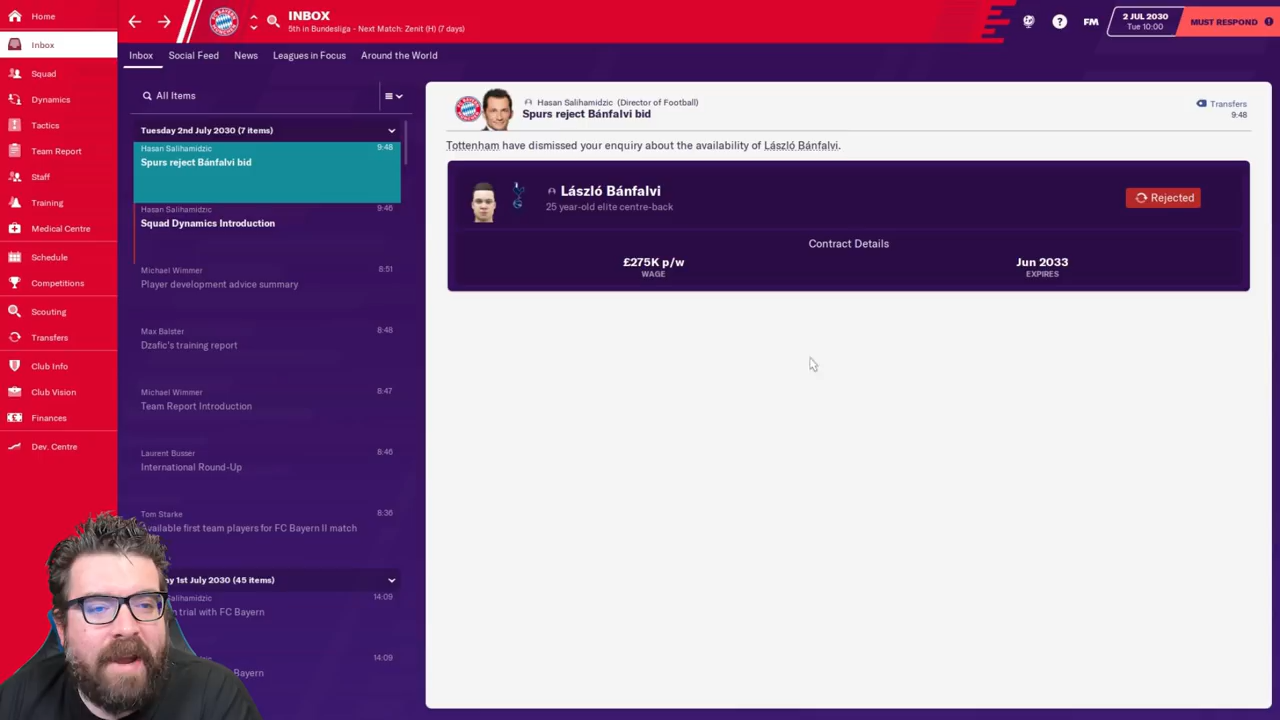 Home
Inbox
Squad
Dynamics
Tactics
Team Report
Staff
Training
Medical Centre
Schedule
Competitions
Scouting
Transfers
Club Info
Club Vision
Finances
Dev. Centre
INBOX
5th in Bundesliga - Next Match: Zenit (H) (7 days)
FM
2 JUL 2030
Tue 10:00
MUST RESPOND
Inbox Social Feed News Leagues in Focus Around the World
All Items
Tuesday 2nd July 2030 (7 items)
Hasan Salihamidzic 9:48
Spurs reject Bánfalvi bid
Hasan Salihamidzic 9:46
Squad Dynamics Introduction
Michael Wimmer 8:51
Player development advice summary
Max Balster 8:48
Dzafic's training report
Michael Wimmer 8:47
Team Report Introduction
Laurent Busser 8:46
International Round-Up
Tom Starke 8:36
Available first team players for FC Bayern II match
1st July 2030 (45 items)
14:09
trial with FC Bayern
14:09
Bayern
Hasan Salihamidzic (Director of Football)
Spurs reject Bánfalvi bid
Transfers
9:48
Tottenham have dismissed your enquiry about the availability of László Bánfalvi.
László Bánfalvi
25 year-old elite centre-back
Rejected
Contract Details
£275K p/w
WAGE
Jun 2033
EXPIRES